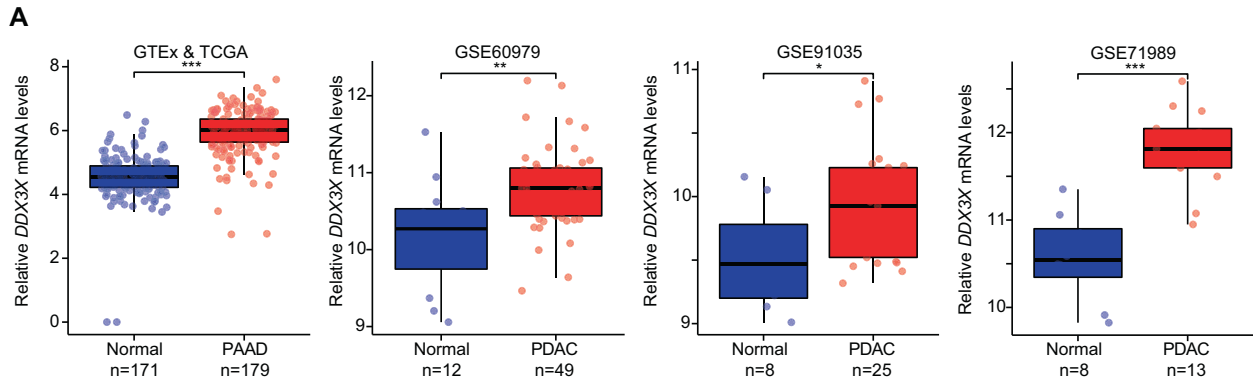 A
GTEx & TCGA
***
Relative DDX3X mRNA levels
8
6
4
2
0
Normal
n=171
PAAD
n=179
GSE60979
**
Relative DDX3X mRNA levels
12
11
10
9
Normal
n=12
PDAC
n=49
GSE91035
*
Relative DDX3X mRNA levels
11
10
9
Normal
n=8
PDAC
n=25
GSE71989
***
Relative DDX3X mRNA levels
12
11
10
Normal
n=8
PDAC
n=13